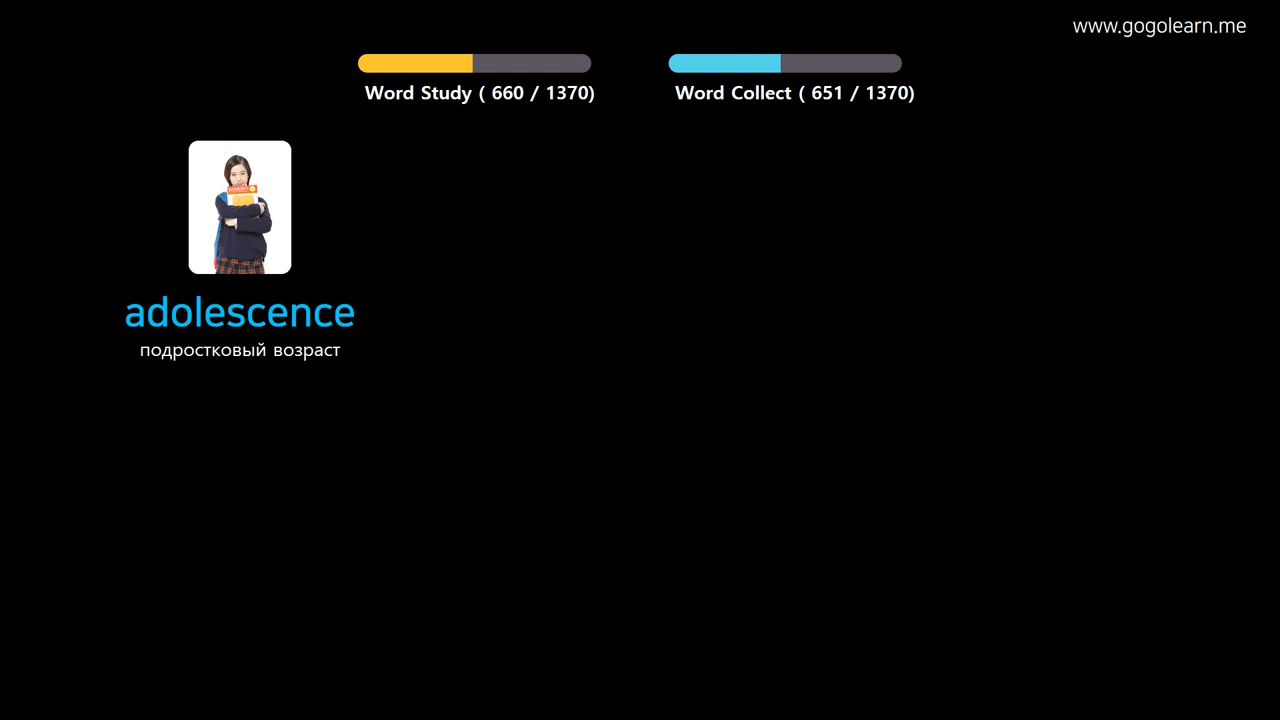 www.gogolearn.me
Word Study ( 660 / 1370)
Word Collect ( 651 / 1370)
adolescence
подростковый возраст